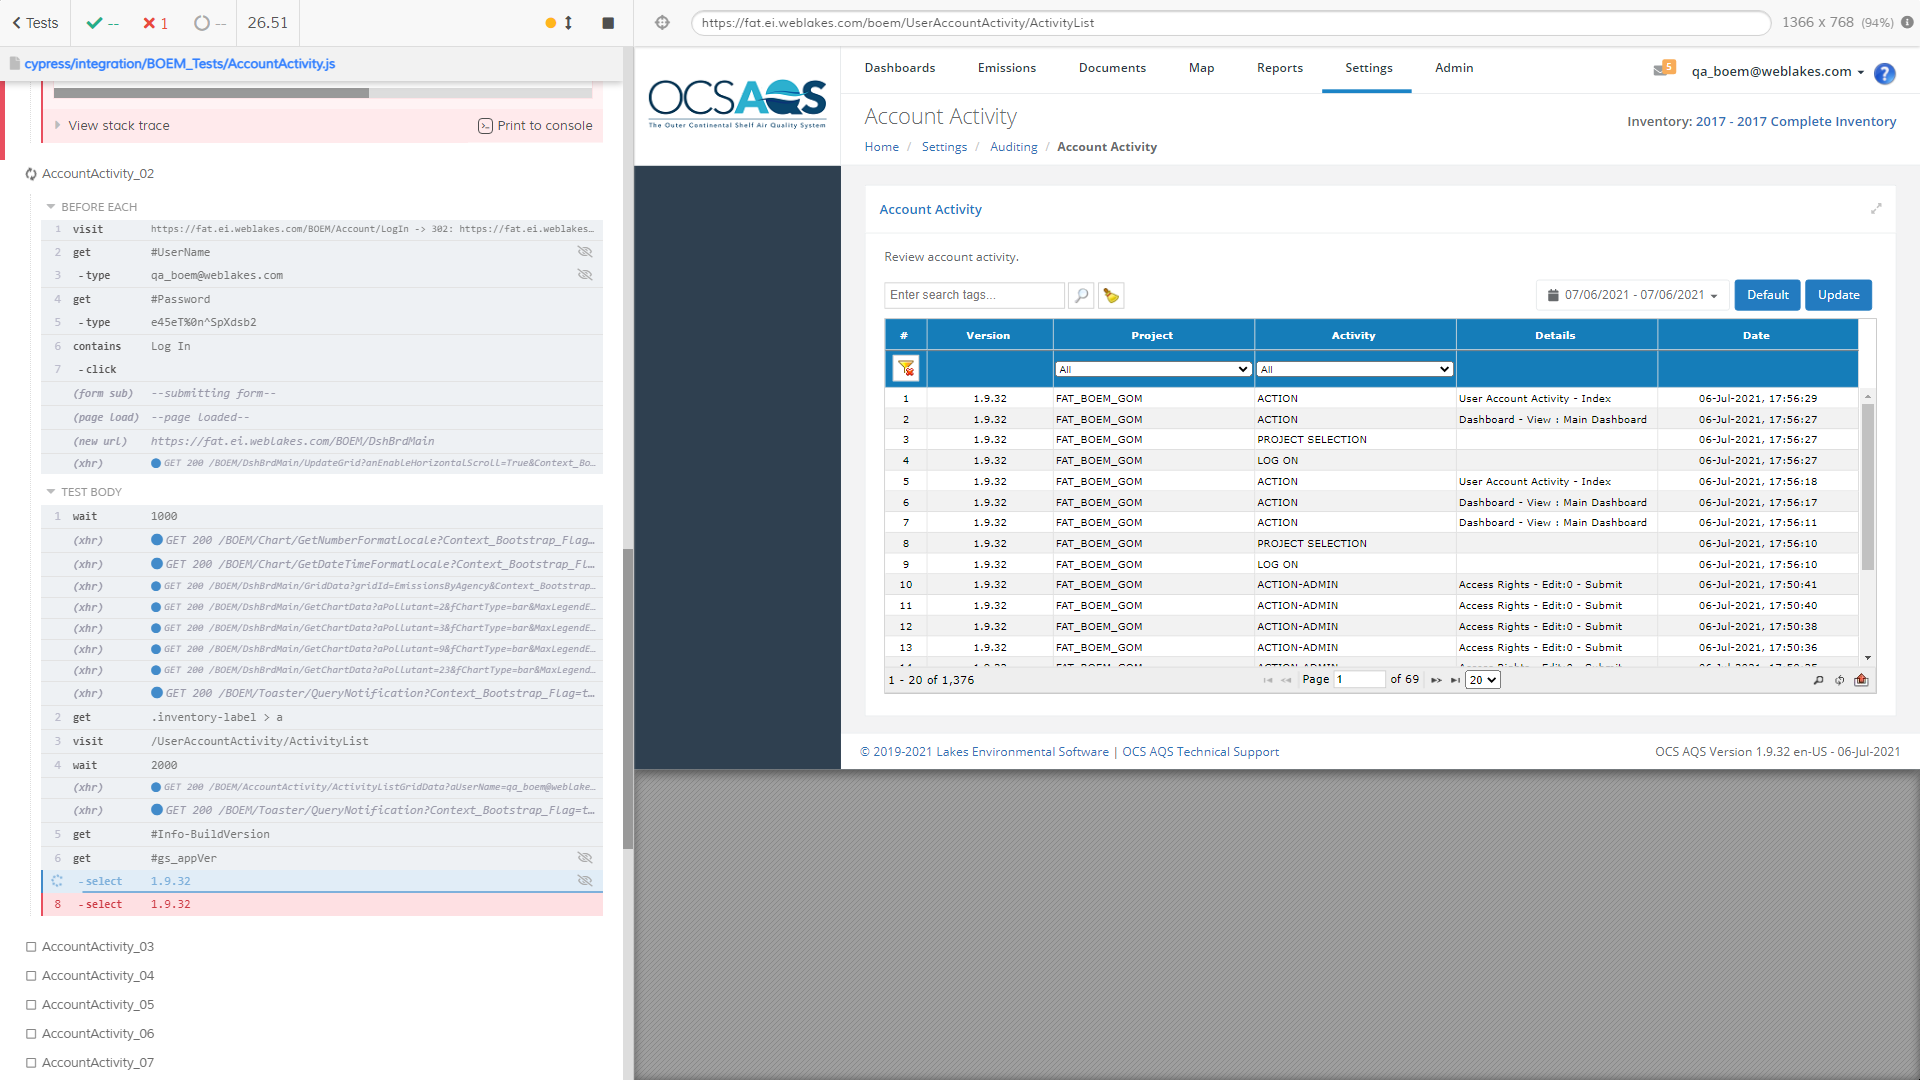 Tests
--
1
--
26.51
https://fat.ei.weblakes.com/boem/UserAccountActivity/ActivityList
1366 x 768 (94%)
cypress/integration/BOEM_Tests/AccountActivity.js
View stack trace
Print to console
AccountActivity_02
BEFORE EACH
1 visit https://fat.ei.weblakes.com/BOEM/Account/LogIn -> 302: https://fat.ei.weblakes...
2 get #UserName
3 -type qa_boem@weblakes.com
4 get #Password
5 -type e45eT%0n^SpXdsb2
6 contains Log In
7 -click
(form sub) --submitting form--
(page load) --page loaded--
(new url) https://fat.ei.weblakes.com/BOEM/DshBrdMain
(xhr) GET 200 /BOEM/DshBrdMain/UpdateGrid?anEnableHorizontalScroll=True&Context_Bo...
TEST BODY
1 wait 1000
(xhr) GET 200 /BOEM/Chart/GetNumberFormatLocale?Context_Bootstrap_Flag...
(xhr) GET 200 /BOEM/Chart/GetDateTimeFormatLocale?Context_Bootstrap_Fl...
(xhr) GET 200 /BOEM/DshBrdMain/GridData?gridId=EmissionsByAgency&Context_Bootstrap...
(xhr) GET 200 /BOEM/DshBrdMain/GetChartData?aPollutant=2&fChartType=bar&MaxLegendE...
(xhr) GET 200 /BOEM/DshBrdMain/GetChartData?aPollutant=3&fChartType=bar&MaxLegendE...
(xhr) GET 200 /BOEM/DshBrdMain/GetChartData?aPollutant=9&fChartType=bar&MaxLegendE...
(xhr) GET 200 /BOEM/DshBrdMain/GetChartData?aPollutant=23&fChartType=bar&MaxLegend...
(xhr) GET 200 /BOEM/Toaster/QueryNotification?Context_Bootstrap_Flag=t...
2 get .inventory-label > a
3 visit /UserAccountActivity/ActivityList
4 wait 2000
(xhr) GET 200 /BOEM/AccountActivity/ActivityListGridData?aUserName=qa_boem@weblake...
(xhr) GET 200 /BOEM/Toaster/QueryNotification?Context_Bootstrap_Flag=t...
5 get #Info-BuildVersion
6 get #gs_appVer
-select 1.9.32
8 -select 1.9.32
AccountActivity_03
AccountActivity_04
AccountActivity_05
AccountActivity_06
AccountActivity_07
OCSAQS
The Outer Continental Shelf Air Quality System
Dashboards Emissions Documents Map Reports Settings Admin
5
qa_boem@weblakes.com
?
Account Activity
Inventory: 2017 - 2017 Complete Inventory
Home / Settings / Auditing / Account Activity
Account Activity
Review account activity.
Enter search tags...
07/06/2021 - 07/06/2021
Default
Update
# Version Project Activity Details Date
All All
1 1.9.32 FAT_BOEM_GOM ACTION User Account Activity - Index 06-Jul-2021, 17:56:29
2 1.9.32 FAT_BOEM_GOM ACTION Dashboard - View : Main Dashboard 06-Jul-2021, 17:56:27
3 1.9.32 FAT_BOEM_GOM PROJECT SELECTION 06-Jul-2021, 17:56:27
4 1.9.32 FAT_BOEM_GOM LOG ON 06-Jul-2021, 17:56:27
5 1.9.32 FAT_BOEM_GOM ACTION User Account Activity - Index 06-Jul-2021, 17:56:18
6 1.9.32 FAT_BOEM_GOM ACTION Dashboard - View : Main Dashboard 06-Jul-2021, 17:56:17
7 1.9.32 FAT_BOEM_GOM ACTION Dashboard - View : Main Dashboard 06-Jul-2021, 17:56:11
8 1.9.32 FAT_BOEM_GOM PROJECT SELECTION 06-Jul-2021, 17:56:10
9 1.9.32 FAT_BOEM_GOM LOG ON 06-Jul-2021, 17:56:10
10 1.9.32 FAT_BOEM_GOM ACTION-ADMIN Access Rights - Edit:0 - Submit 06-Jul-2021, 17:50:41
11 1.9.32 FAT_BOEM_GOM ACTION-ADMIN Access Rights - Edit:0 - Submit 06-Jul-2021, 17:50:40
12 1.9.32 FAT_BOEM_GOM ACTION-ADMIN Access Rights - Edit:0 - Submit 06-Jul-2021, 17:50:38
13 1.9.32 FAT_BOEM_GOM ACTION-ADMIN Access Rights - Edit:0 - Submit 06-Jul-2021, 17:50:36
1 - 20 of 1,376
Page 1 of 69
20
© 2019-2021 Lakes Environmental Software | OCS AQS Technical Support
OCS AQS Version 1.9.32 en-US - 06-Jul-2021